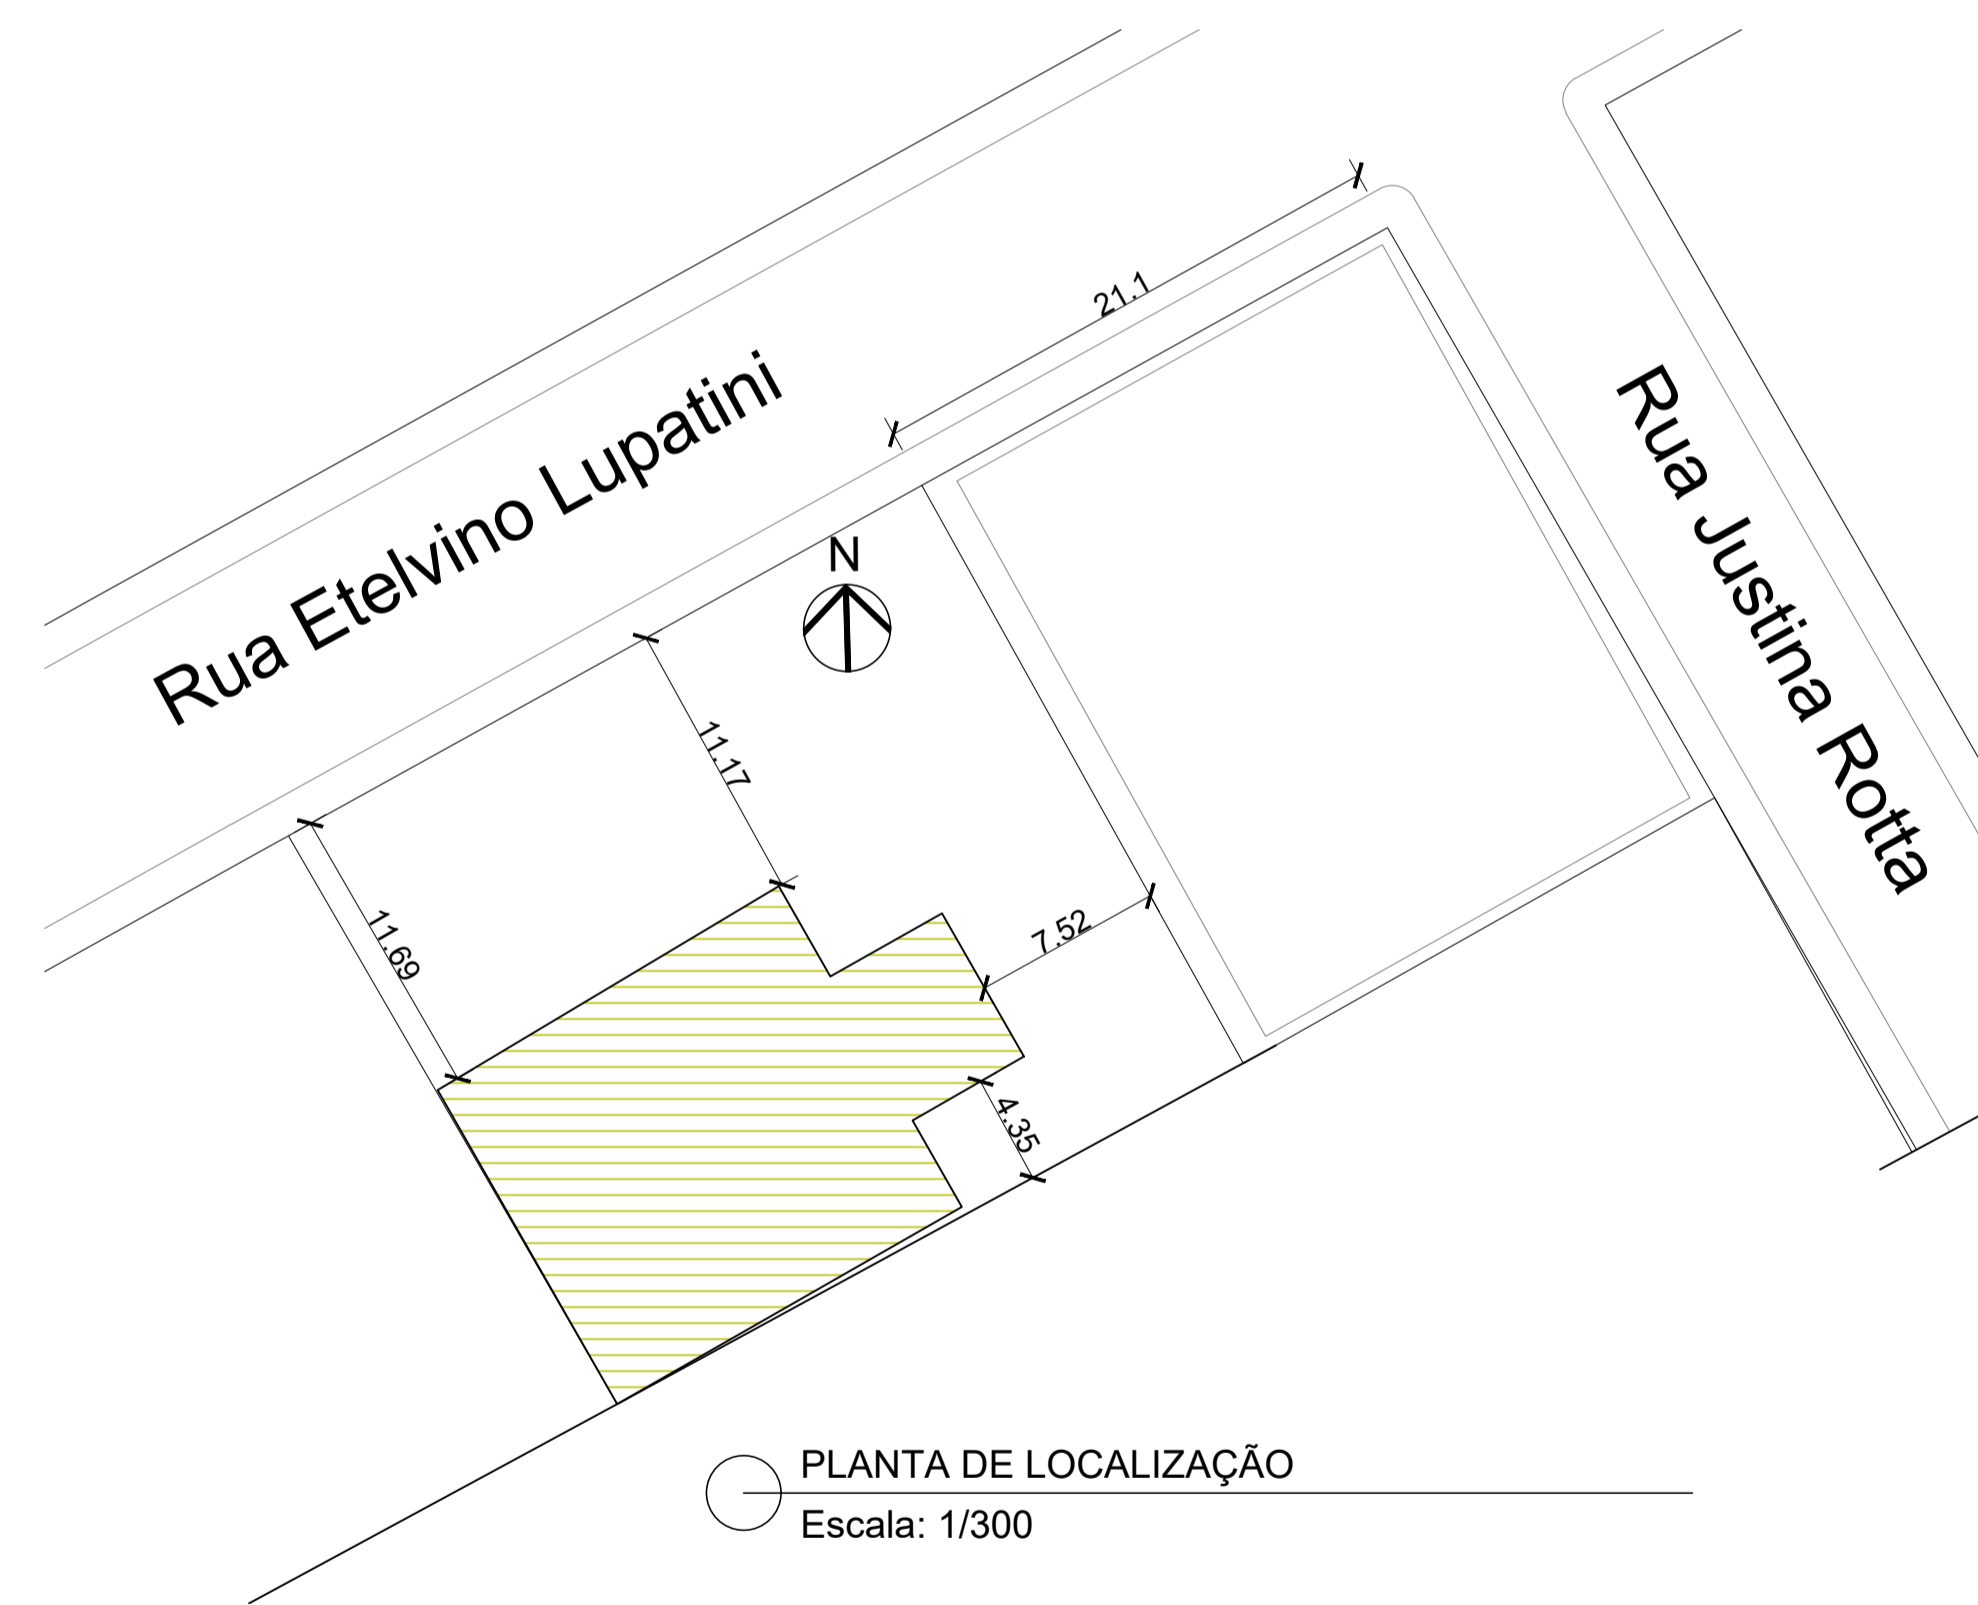 21.1
Rua Etelvino Lupatini
Rua Justina Rotta
N
11.17
11.69
7.52
4.35
PLANTA DE LOCALIZAÇÃO
Escala: 1/300